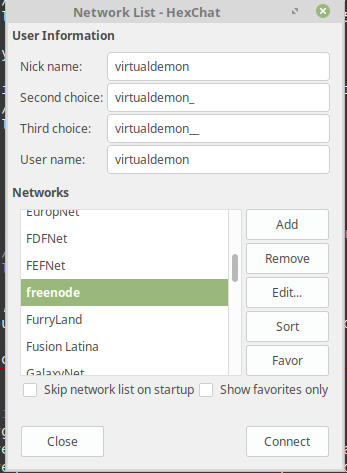 Network List - HexChat
User Information
Nick name: virtualdemon
Second choice: virtualdemon_
Third choice: virtualdemon__
User name: virtualdemon
Networks
EuropNet
FDFNet
FEFNet
freenode
FurryLand
Fusion Latina
GalaxyNet
Add
Remove
Edit...
Sort
Favor
Skip network list on startup Show favorites only
Close Connect